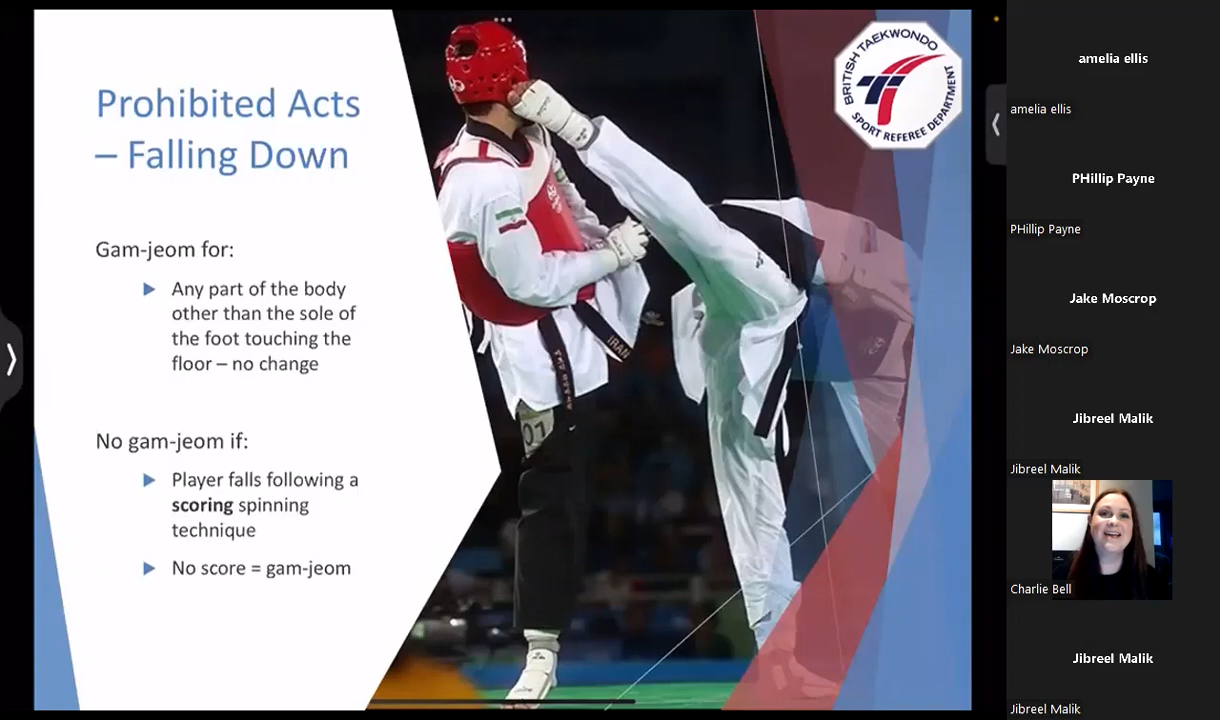 Prohibited Acts
– Falling Down
Gam-jeom for:
Any part of the body
other than the sole of
the foot touching the
floor – no change
No gam-jeom if:
Player falls following a
scoring spinning
technique
No score = gam-jeom
BRITISH TAEKWONDO
SPORT REFEREE DEPARTMENT
IRAN
01
amelia ellis
amelia ellis
PHillip Payne
PHillip Payne
Jake Moscrop
Jake Moscrop
Jibreel Malik
Jibreel Malik
Charlie Bell
Jibreel Malik
Jibreel Malik